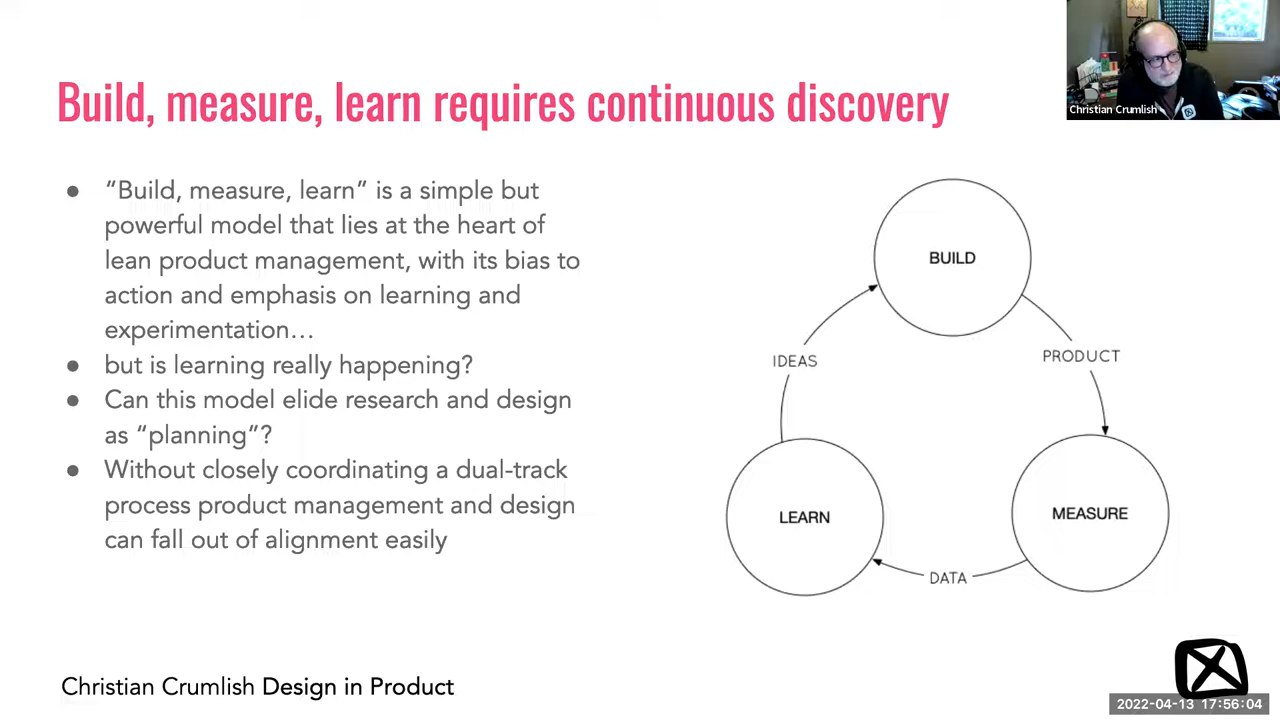 Christian Crumlish
Build, measure, learn requires continuous discovery
● “Build, measure, learn” is a simple but
powerful model that lies at the heart of
lean product management, with its bias to
action and emphasis on learning and
experimentation…
● but is learning really happening?
● Can this model elide research and design
as “planning”?
● Without closely coordinating a dual-track
process product management and design
can fall out of alignment easily
BUILD
IDEAS
PRODUCT
LEARN
MEASURE
DATA
Christian Crumlish Design in Product
2022-04-13 17:56:04